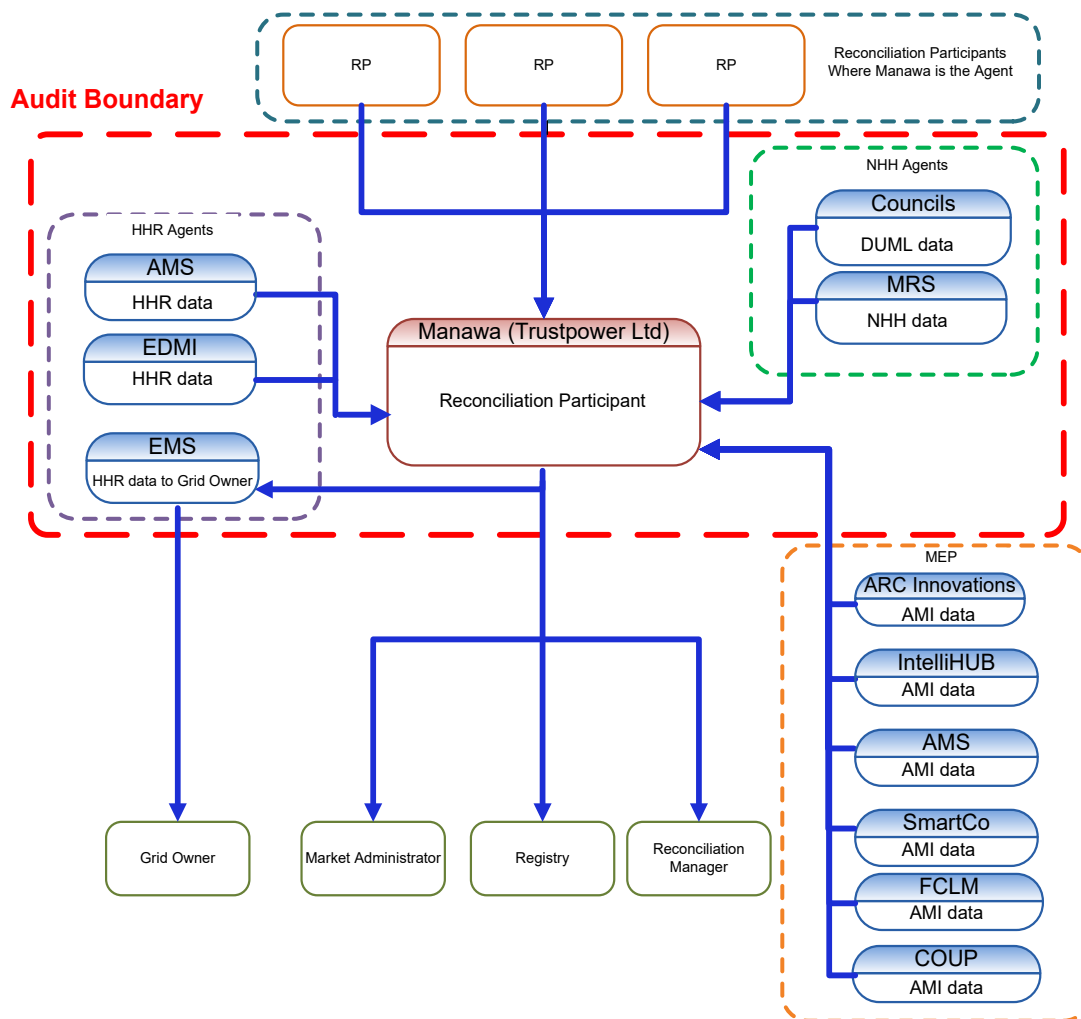 RP
RP
RP
Reconciliation Participants
Where Manawa is the Agent
Audit Boundary
NHH Agents
Councils
DUML data
MRS
NHH data
HHR Agents
AMS
HHR data
EDMI
HHR data
EMS
HHR data to Grid Owner
Manawa (Trustpower Ltd)
Reconciliation Participant
MEP
ARC Innovations
AMI data
IntelliHUB
AMI data
AMS
AMI data
SmartCo
AMI data
FCLM
AMI data
COUP
AMI data
Grid Owner
Market Administrator
Registry
Reconciliation
Manager